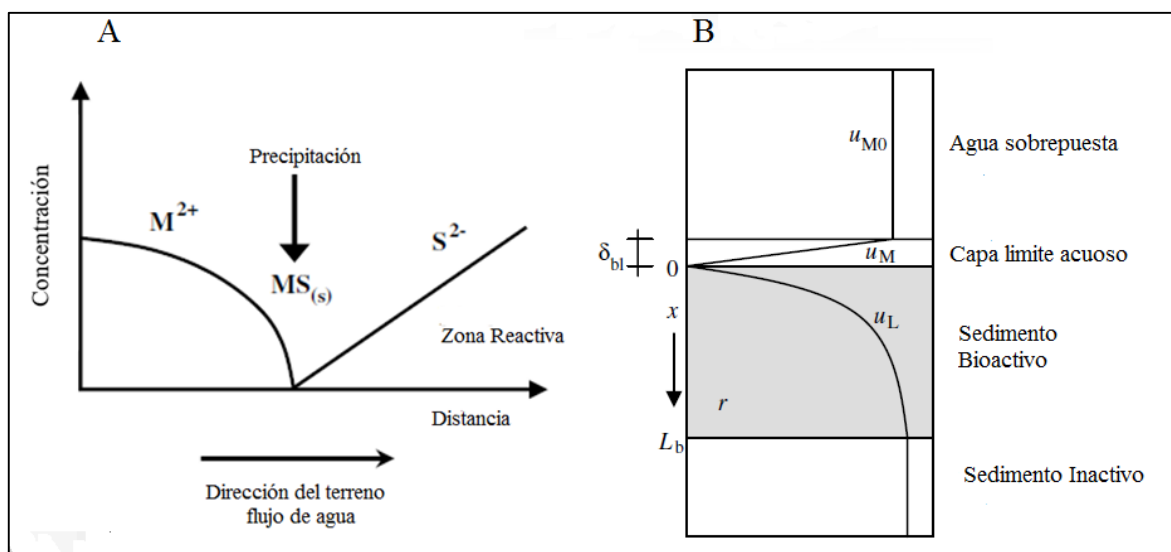 A
Concentración
M²⁺
Precipitación
MS(s)
S²⁻
Zona Reactiva
Distancia
Dirección del terreno
flujo de agua
B
uM0
Agua sobrepuesta
δbl
uM
Capa limite acuoso
0
x
uL
Sedimento
Bioactivo
r
Lb
Sedimento Inactivo